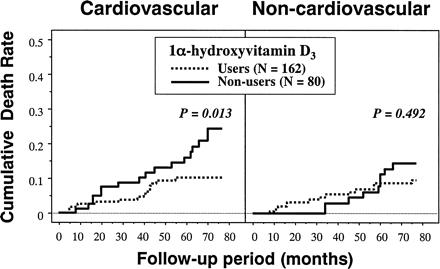 Cardiovascular Non-cardiovascular
Cumulative Death Rate
0.5
0.4
0.3
0.2
0.1
0
1α-hydroxyvitamin D3
Users (N = 162)
Non-users (N = 80)
P = 0.013
P = 0.492
0 10 20 30 40 50 60 70 80 0 10 20 30 40 50 60 70 80
Follow-up period (months)